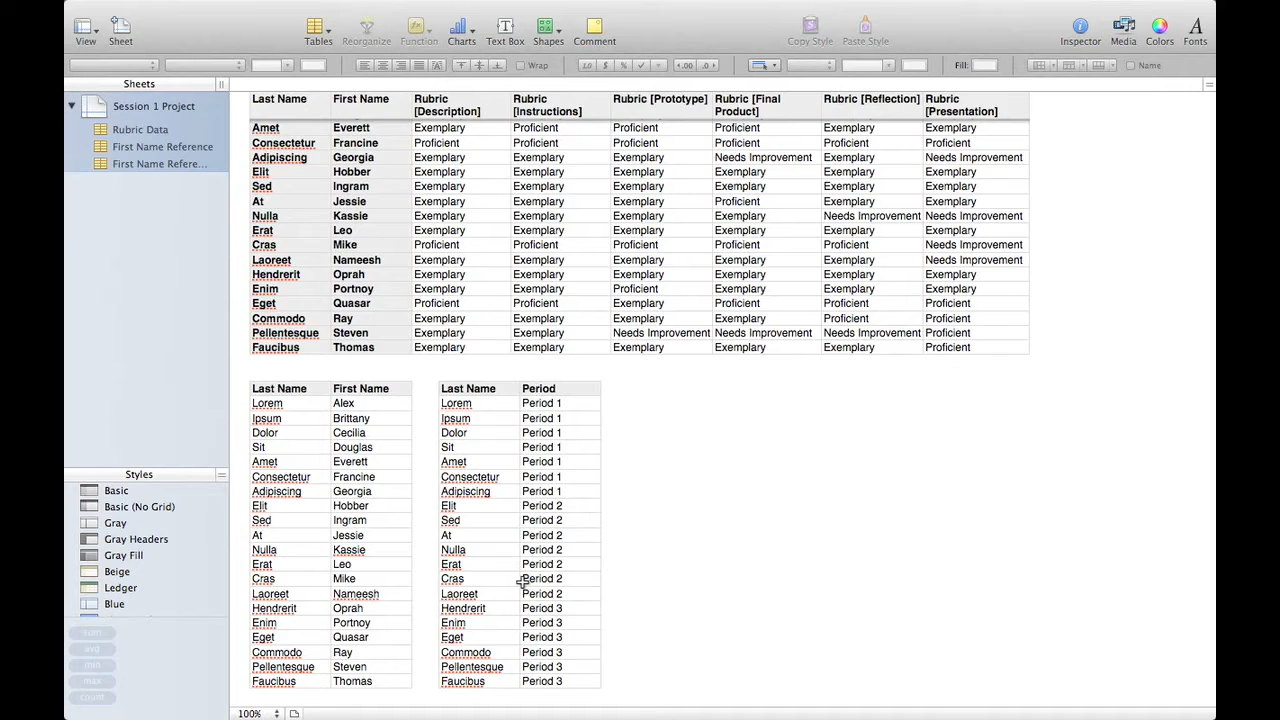 View Sheet Tables Reorganize Function Charts Text Box Shapes Comment Copy Style Paste Style Inspector Media Colors Fonts
Wrap 1.0 $ % ✓ .00 .0 Fill: Name
Sheets
Session 1 Project
Rubric Data
First Name Reference
First Name Refere...
Styles
Basic
Basic (No Grid)
Gray
Gray Headers
Gray Fill
Beige
Ledger
Blue
sum
avg
min
max
count
Last Name First Name Rubric [Description] Rubric [Instructions] Rubric [Prototype] Rubric [Final Product] Rubric [Reflection] Rubric [Presentation]
Amet Everett Exemplary Proficient Proficient Proficient Exemplary Exemplary
Consectetur Francine Proficient Proficient Proficient Proficient Proficient Proficient
Adipiscing Georgia Exemplary Exemplary Exemplary Needs Improvement Exemplary Needs Improvement
Elit Hobber Exemplary Exemplary Exemplary Exemplary Exemplary Exemplary
Sed Ingram Exemplary Exemplary Exemplary Exemplary Exemplary Exemplary
At Jessie Exemplary Exemplary Exemplary Proficient Exemplary Exemplary
Nulla Kassie Exemplary Exemplary Exemplary Exemplary Needs Improvement Needs Improvement
Erat Leo Exemplary Exemplary Exemplary Exemplary Exemplary Exemplary
Cras Mike Proficient Proficient Proficient Proficient Proficient Needs Improvement
Laoreet Nameesh Exemplary Exemplary Exemplary Exemplary Exemplary Needs Improvement
Hendrerit Oprah Exemplary Exemplary Exemplary Exemplary Exemplary Exemplary
Enim Portnoy Exemplary Exemplary Proficient Exemplary Exemplary Exemplary
Eget Quasar Proficient Proficient Exemplary Proficient Proficient Proficient
Commodo Ray Exemplary Exemplary Exemplary Exemplary Proficient Proficient
Pellentesque Steven Exemplary Exemplary Needs Improvement Needs Improvement Needs Improvement Proficient
Faucibus Thomas Exemplary Exemplary Exemplary Exemplary Exemplary Proficient
Last Name First Name
Lorem Alex
Ipsum Brittany
Dolor Cecilia
Sit Douglas
Amet Everett
Consectetur Francine
Adipiscing Georgia
Elit Hobber
Sed Ingram
At Jessie
Nulla Kassie
Erat Leo
Cras Mike
Laoreet Nameesh
Hendrerit Oprah
Enim Portnoy
Eget Quasar
Commodo Ray
Pellentesque Steven
Faucibus Thomas
Last Name Period
Lorem Period 1
Ipsum Period 1
Dolor Period 1
Sit Period 1
Amet Period 1
Consectetur Period 1
Adipiscing Period 1
Elit Period 2
Sed Period 2
At Period 2
Nulla Period 2
Erat Period 2
Cras Period 2
Laoreet Period 2
Hendrerit Period 3
Enim Period 3
Eget Period 3
Commodo Period 3
Pellentesque Period 3
Faucibus Period 3
100%